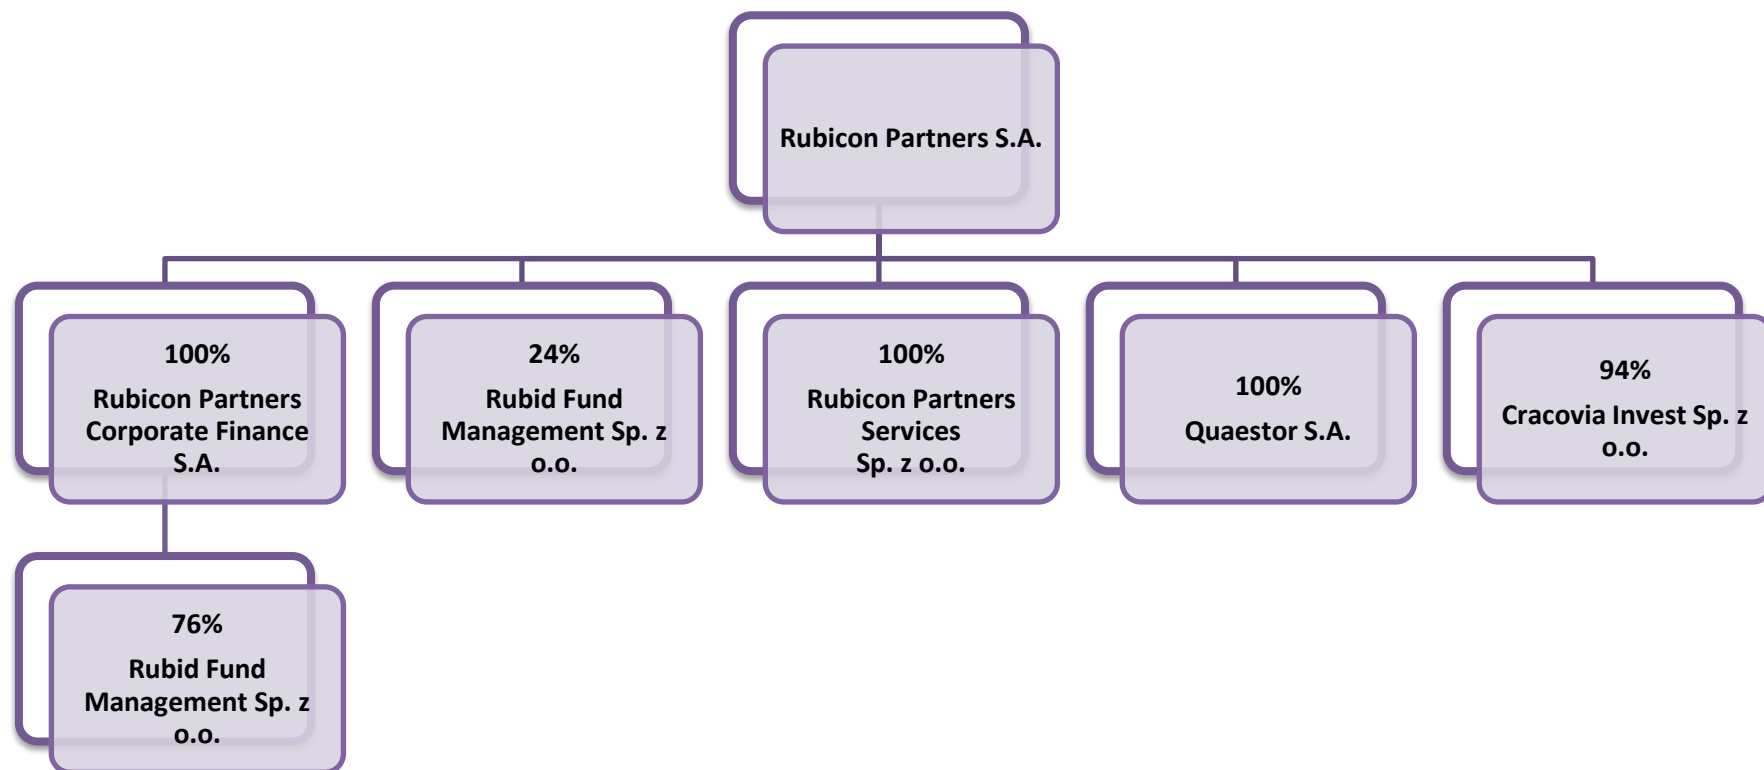 Rubicon Partners S.A.
100%
Rubicon Partners
Corporate Finance
S.A.
24%
Rubid Fund
Management Sp. z
o.o.
100%
Rubicon Partners
Services
Sp. z o.o.
100%
Quaestor S.A.
94%
Cracovia Invest Sp. z
o.o.
76%
Rubid Fund
Management Sp. z
o.o.